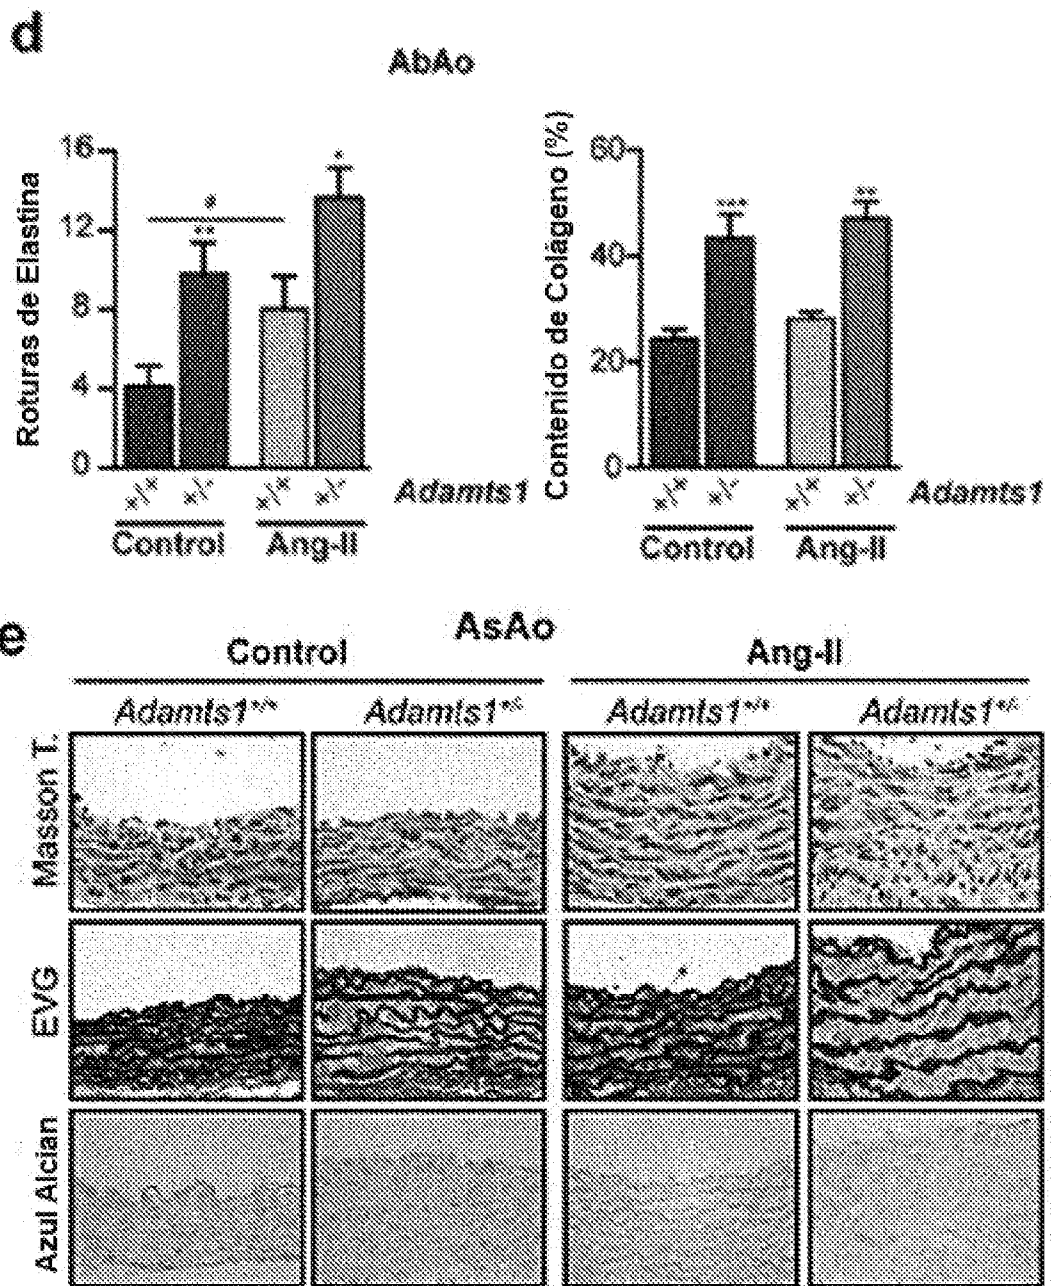 d
AbAo
Roturas de Elastina
16
12
8
4
0
#
**
*
+/+ +/- +/+ +/-
Adamts1
Control Ang-II
Contenido de Colágeno (%)
60
40
20
0
***
**
+/+ +/- +/+ +/-
Adamts1
Control Ang-II
e
AsAo
Control Ang-II
Adamts1+/+ Adamts1+/- Adamts1+/+ Adamts1+/-
Masson T.
EVG
Azul Alcian